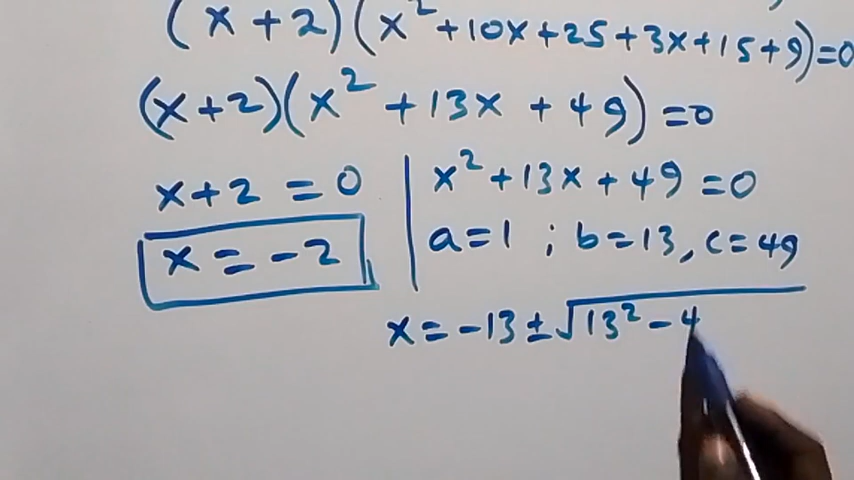 (x+2)(x²+10x+25+3x+15+9)=0
(x+2)(x²+13x+49)=0
x+2=0
x=-2
x²+13x+49=0
a=1 ; b=13, c=49
x=-13±√13²-4